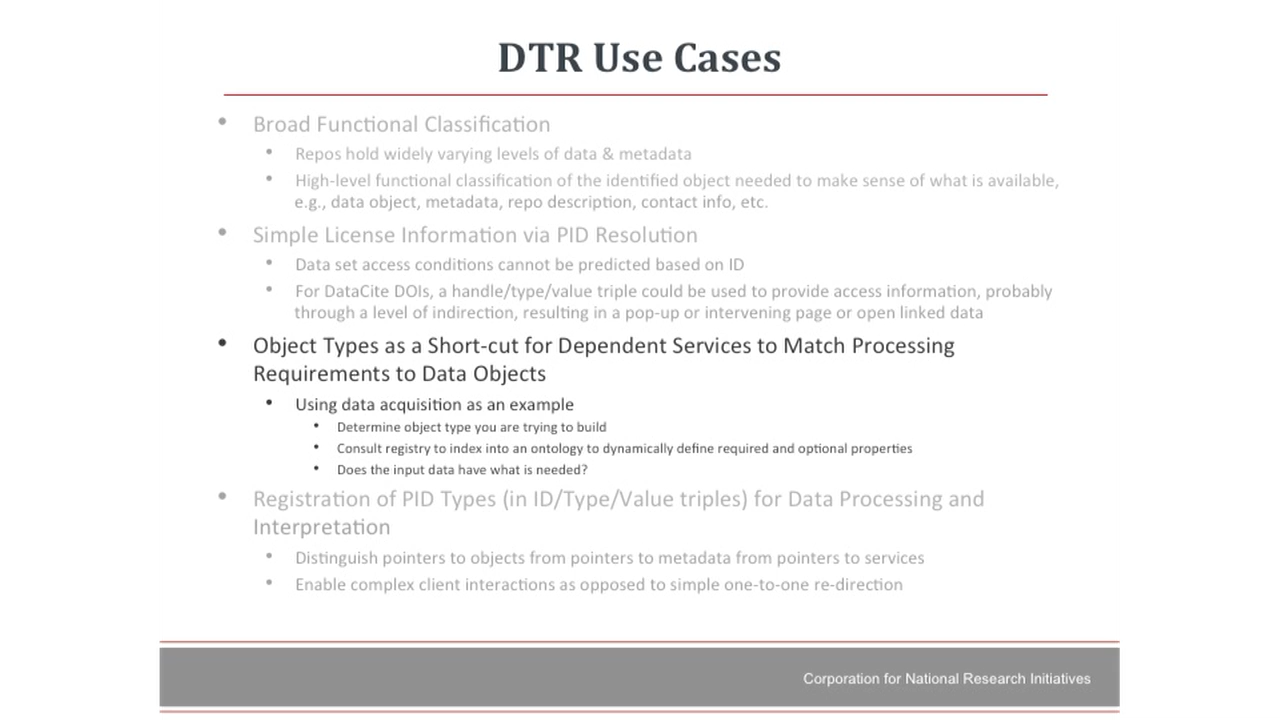 DTR Use Cases
• Broad Functional Classification
• Repos hold widely varying levels of data & metadata
• High-level functional classification of the identified object needed to make sense of what is available,
e.g., data object, metadata, repo description, contact info, etc.
• Simple License Information via PID Resolution
• Data set access conditions cannot be predicted based on ID
• For DataCite DOIs, a handle/type/value triple could be used to provide access information, probably
through a level of indirection, resulting in a pop-up or intervening page or open linked data
• Object Types as a Short-cut for Dependent Services to Match Processing
Requirements to Data Objects
• Using data acquisition as an example
• Determine object type you are trying to build
• Consult registry to index into an ontology to dynamically define required and optional properties
• Does the input data have what is needed?
• Registration of PID Types (in ID/Type/Value triples) for Data Processing and
Interpretation
• Distinguish pointers to objects from pointers to metadata from pointers to services
• Enable complex client interactions as opposed to simple one-to-one re-direction
Corporation for National Research Initiatives